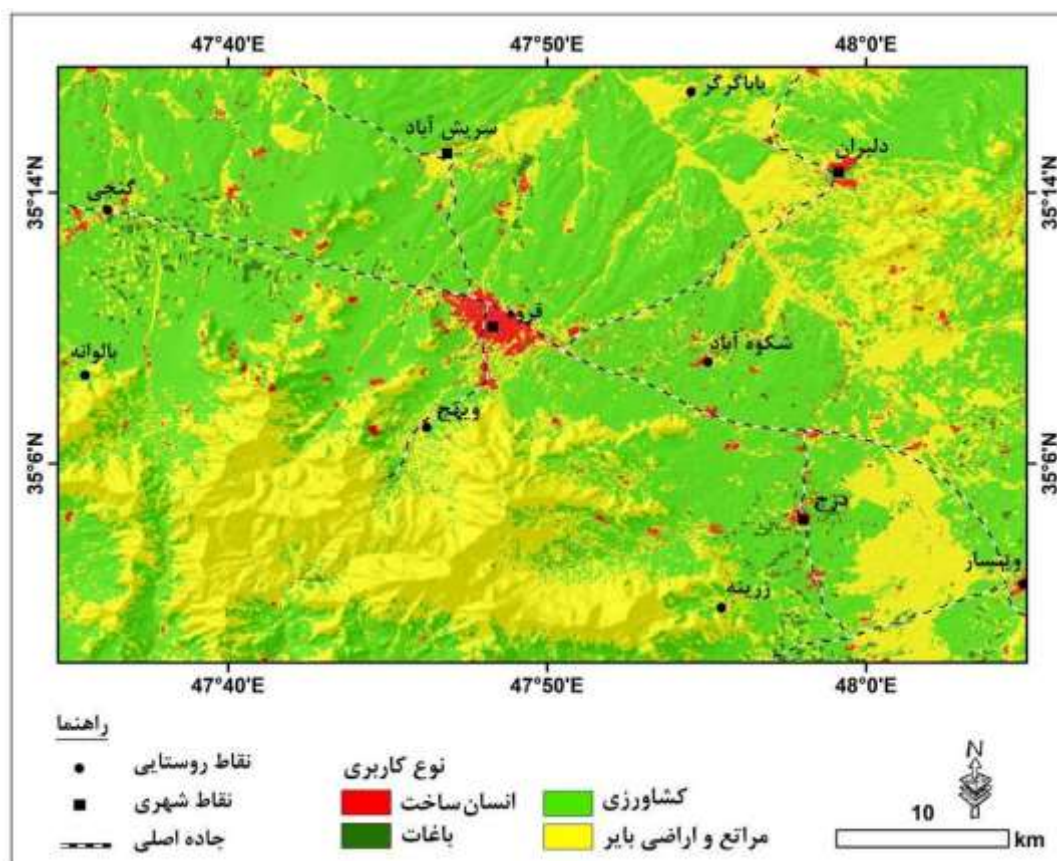 47°40'E 47°50'E 48°0'E
باباگرگر
سریش آباد
دلبران
35°14'N 35°14'N
گنجی
قروه
شکوه آباد
بالوانه
ویهج
35°6'N 35°6'N
دزج
وینسار
زرینه
47°40'E 47°50'E 48°0'E
راهنما
نقاط روستایی
نقاط شهری
جاده اصلی
نوع کاربری
انسان‌ساخت
باغات
کشاورزی
مراتع و اراضی بایر
N
10
km